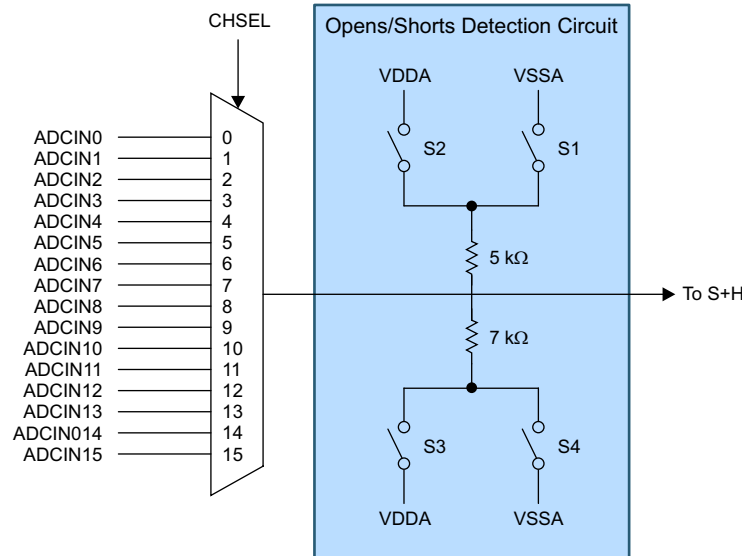 CHSEL
Opens/Shorts Detection Circuit
VDDA VSSA
S2 S1
ADCIN0 0
ADCIN1 1
ADCIN2 2
ADCIN3 3
ADCIN4 4
ADCIN5 5
ADCIN6 6
ADCIN7 7
ADCIN8 8
ADCIN9 9
ADCIN10 10
ADCIN11 11
ADCIN12 12
ADCIN13 13
ADCIN014 14
ADCIN15 15
5 kΩ
To S+H
7 kΩ
S3 S4
VDDA VSSA